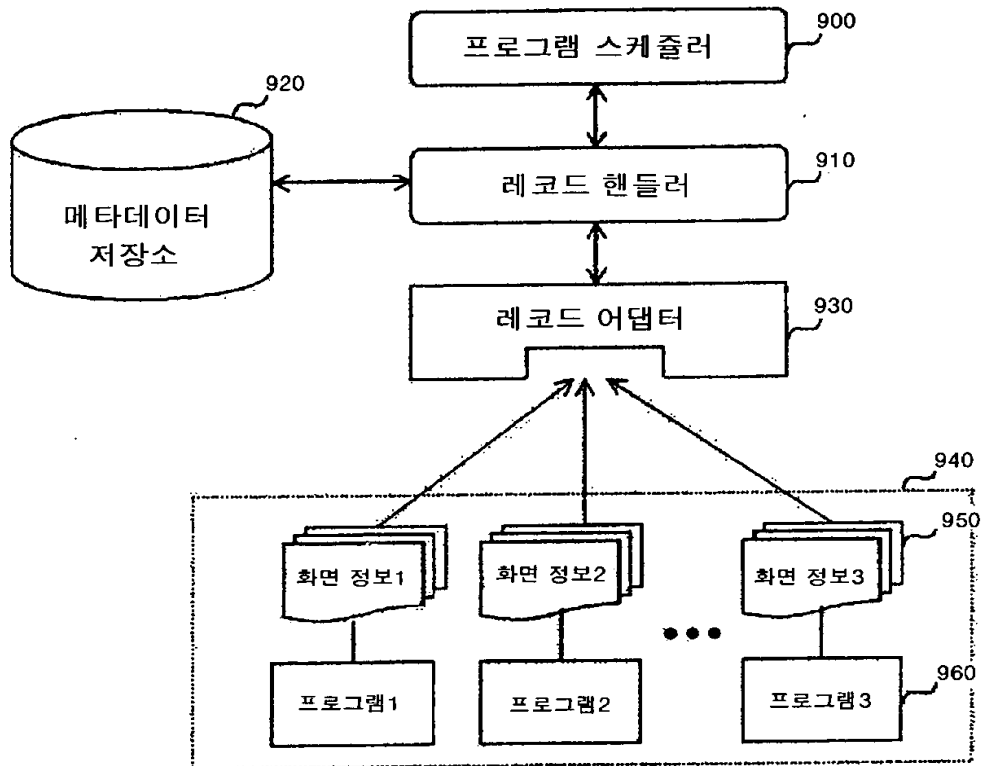 프로그램 스케쥴러
900
920
메타데이터
저장소
레코드 핸들러
910
레코드 어댑터
930
940
화면 정보1
화면 정보2
화면 정보3
950
프로그램1
프로그램2
프로그램3
960